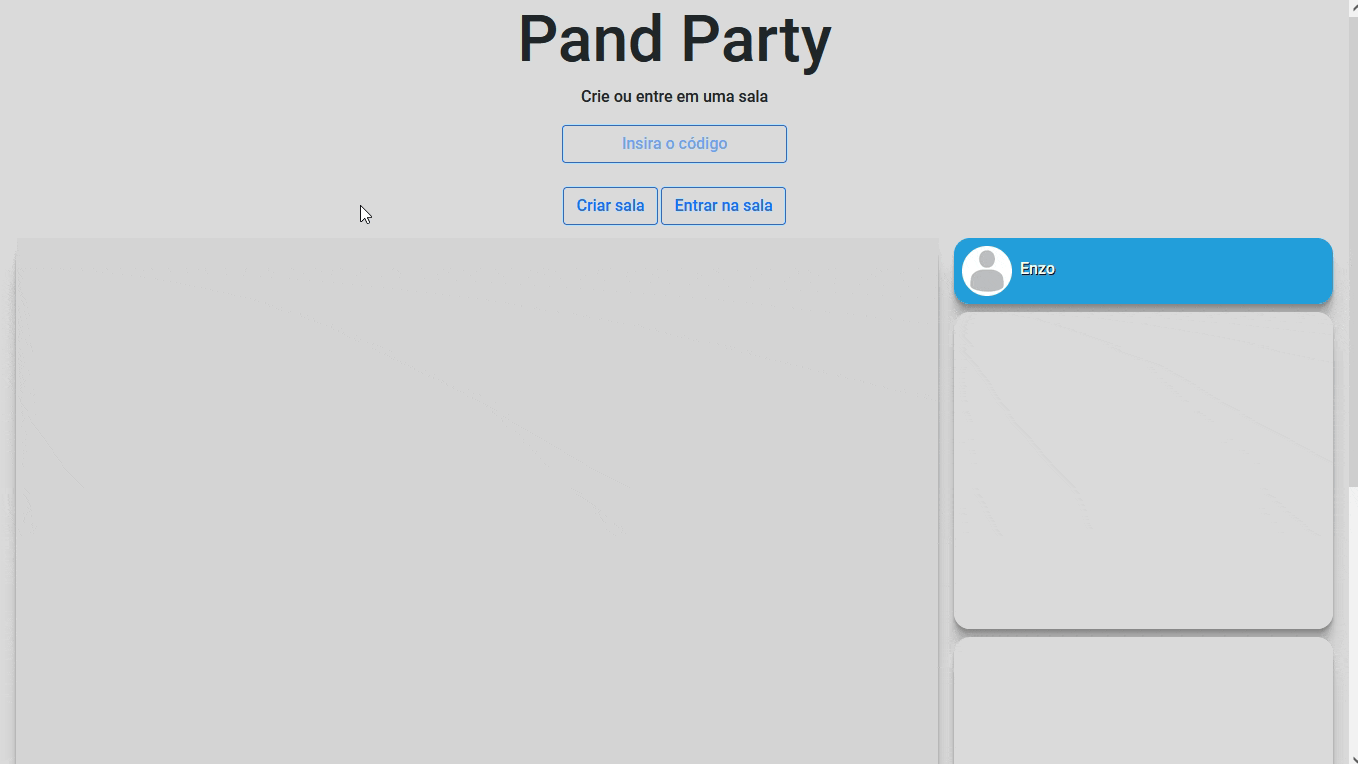 Pand Party
Crie ou entre em uma sala
Insira o código
Criar sala Entrar na sala
Enzo